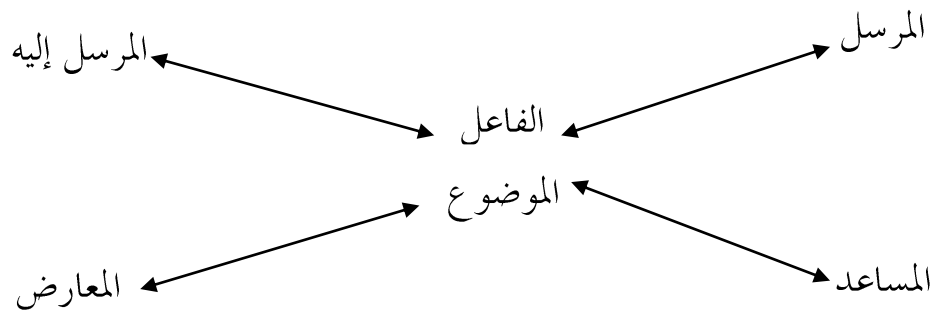 المرسل
المرسل إليه
الفاعل
الموضوع
المساعد
المعارض